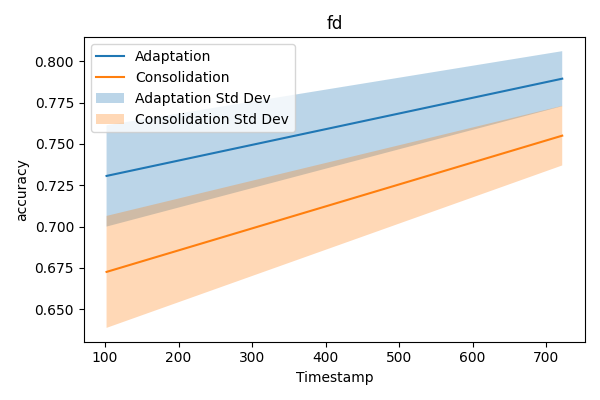 fd
Adaptation
Consolidation
Adaptation Std Dev
Consolidation Std Dev
accuracy
0.800
0.775
0.750
0.725
0.700
0.675
0.650
100 200 300 400 500 600 700
Timestamp